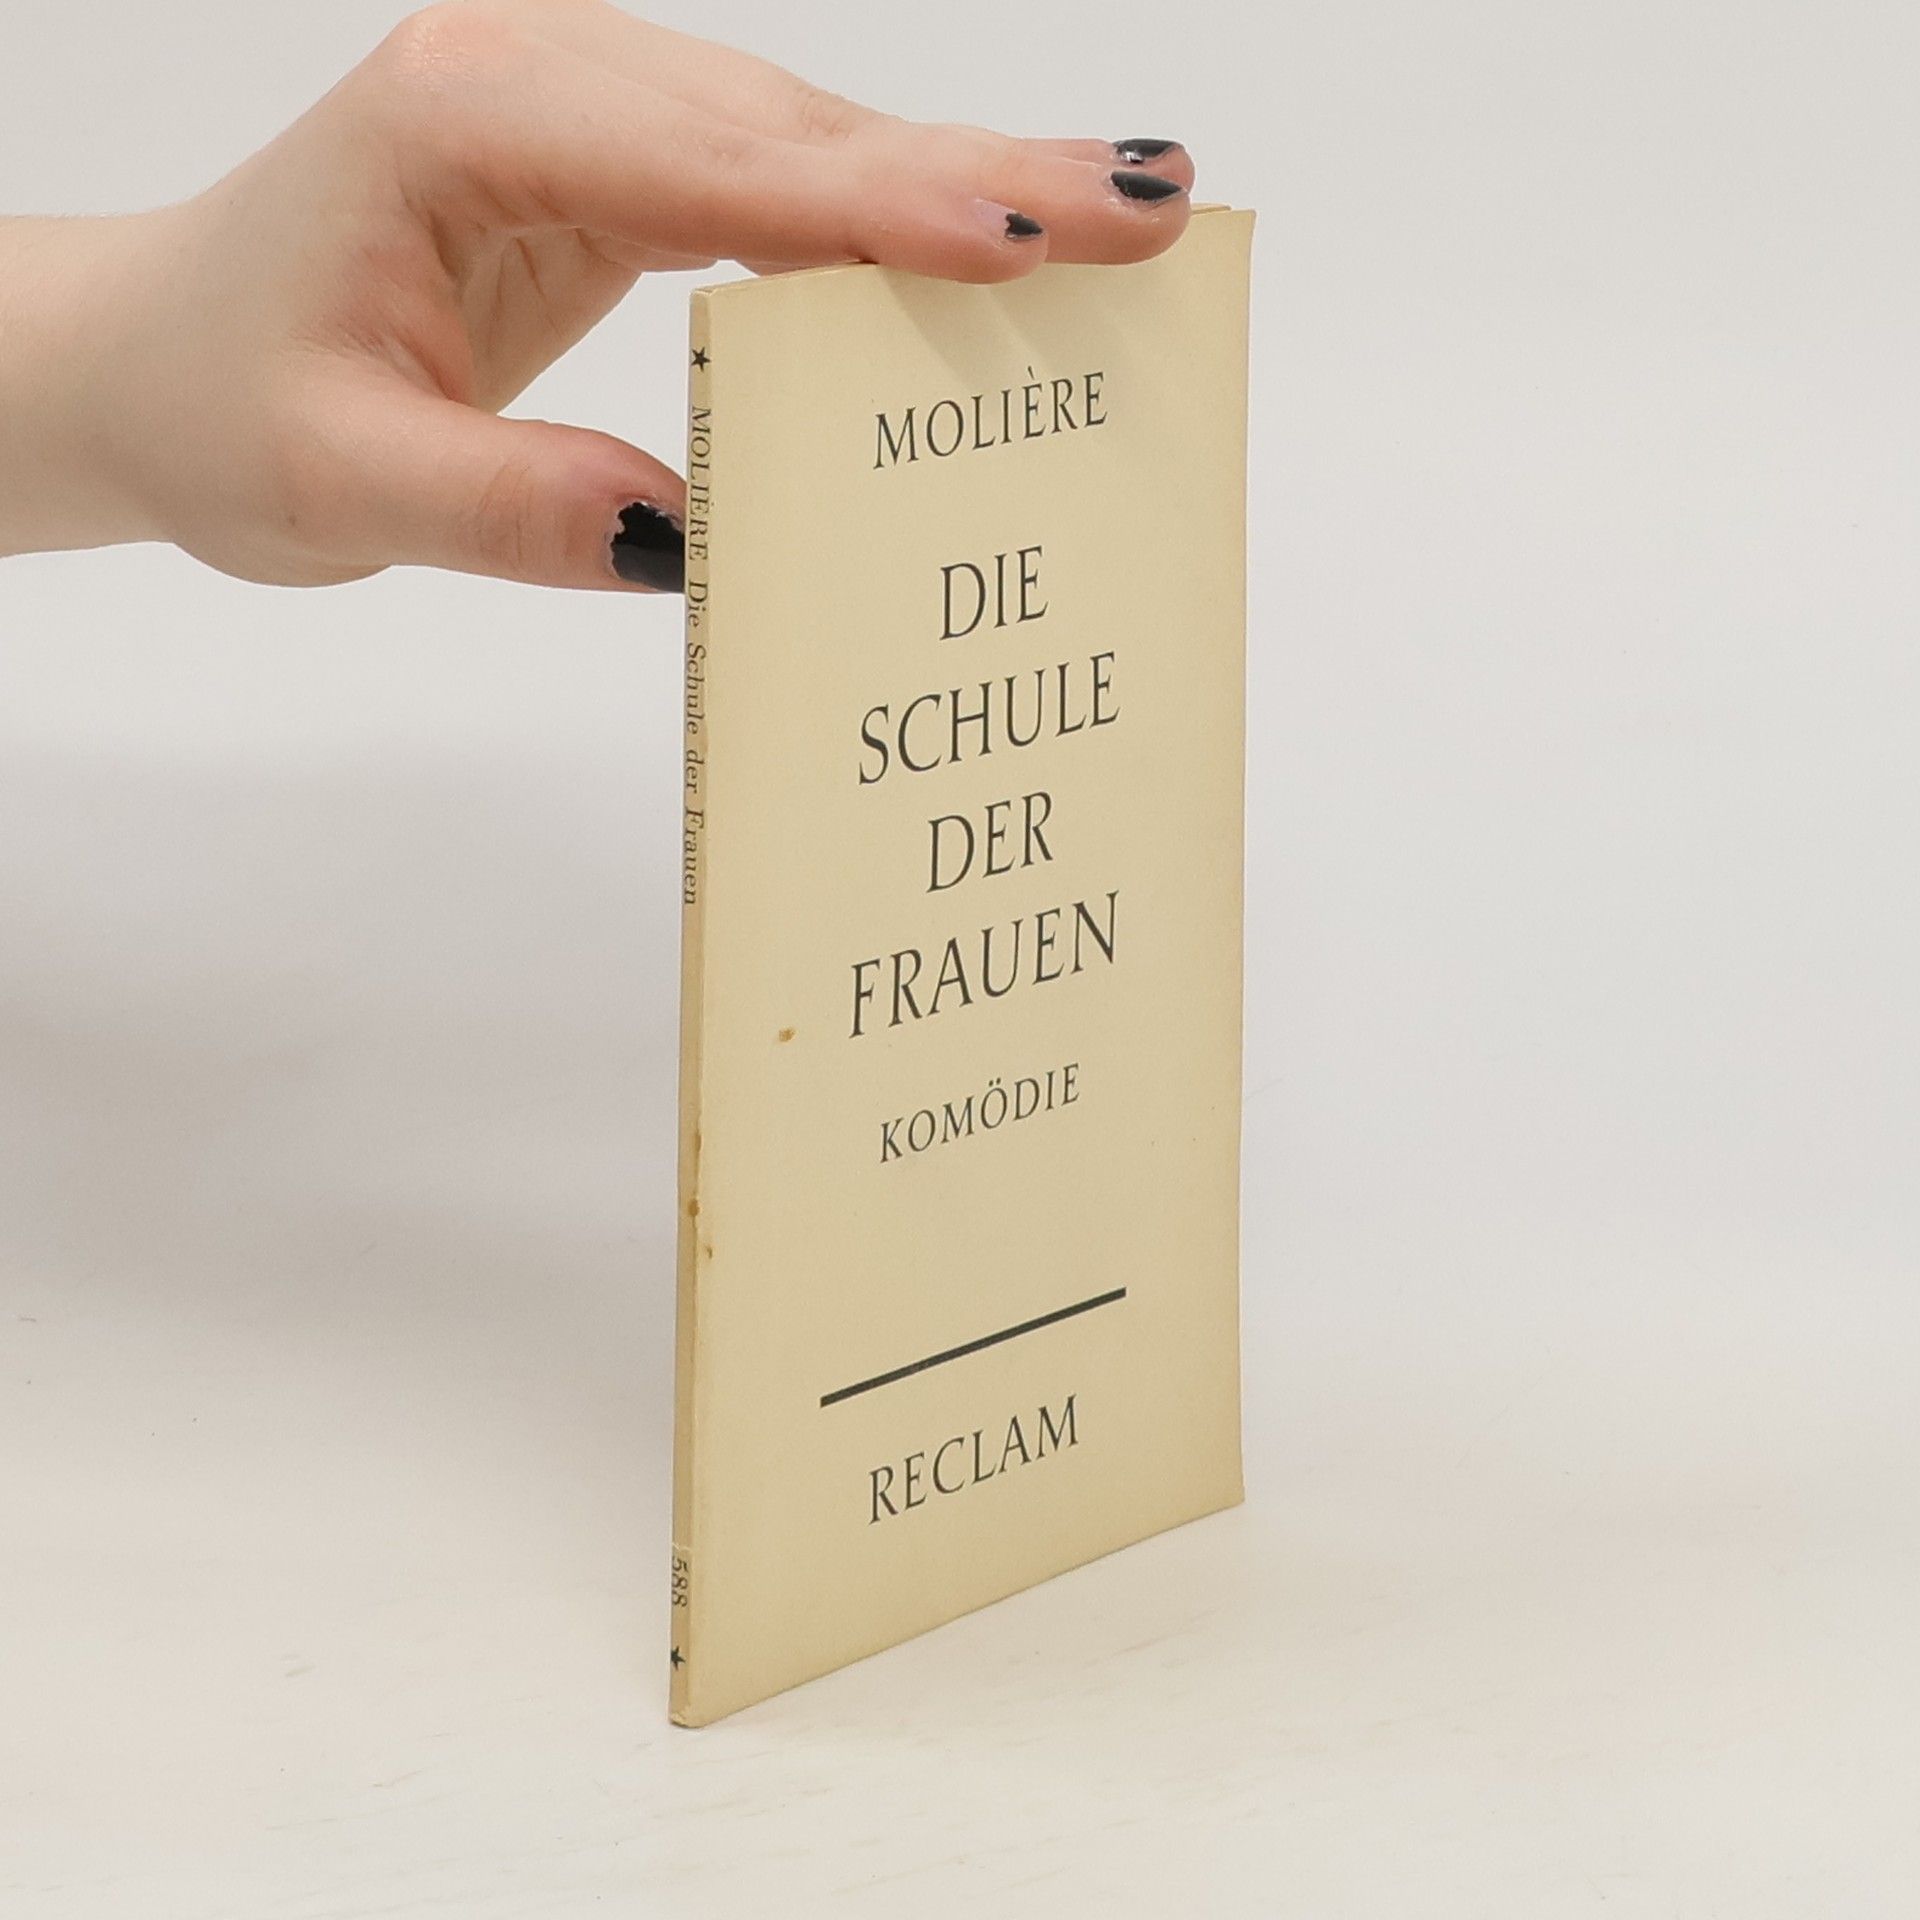 MOLIÈRE
DIE
SCHULE
DER
FRAUEN
KOMÖDIE
RECLAM
★ MOLIÈRE Die Schule der Frauen
588 ★